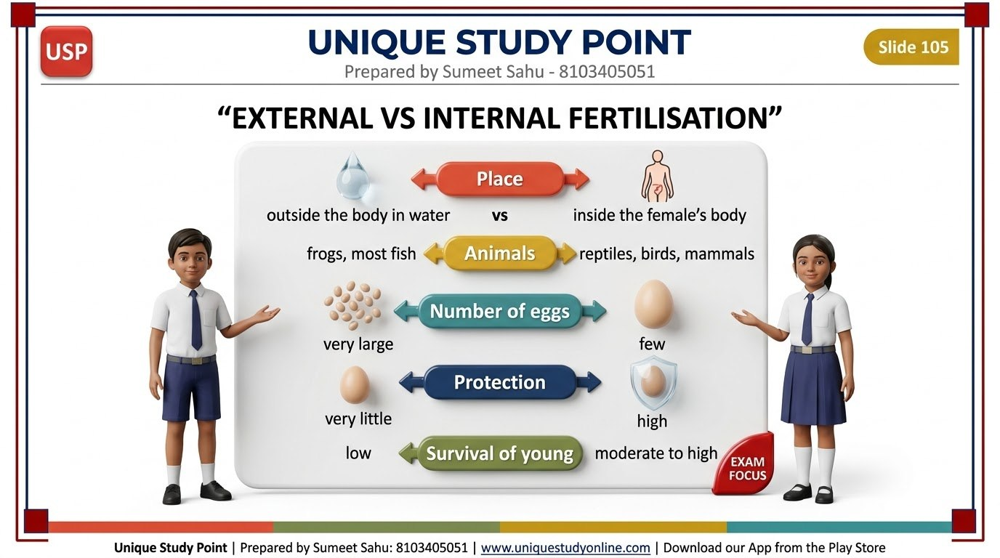 USP
UNIQUE STUDY POINT
Prepared by Sumeet Sahu - 8103405051
Slide 105
“EXTERNAL VS INTERNAL FERTILISATION”
Place
outside the body in water vs inside the female’s body
frogs, most fish Animals reptiles, birds, mammals
Number of eggs
very large few
Protection
very little high
low Survival of young moderate to high
EXAM
FOCUS
Unique Study Point | Prepared by Sumeet Sahu: 8103405051 | www.uniquestudyonline.com | Download our App from the Play Store